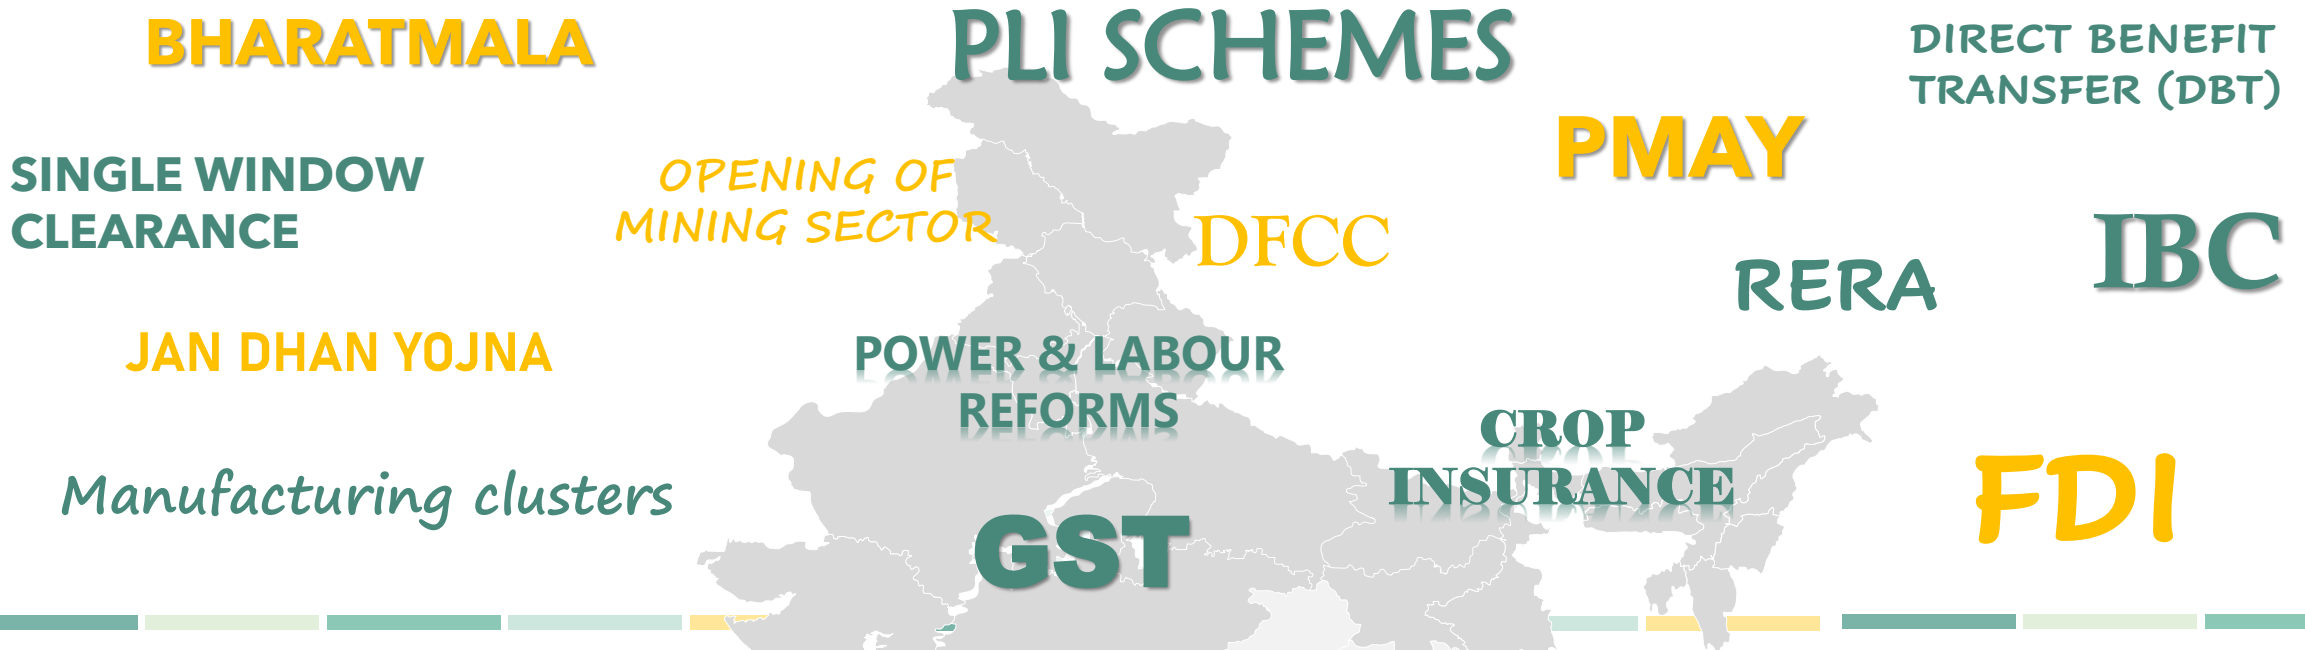 BHARATMALA
PLI SCHEMES
DIRECT BENEFIT
TRANSFER (DBT)
PMAY
SINGLE WINDOW
CLEARANCE
OPENING OF
MINING SECTOR
DFCC
RERA
IBC
JAN DHAN YOJNA
POWER & LABOUR
REFORMS
CROP
INSURANCE
Manufacturing clusters
GST
FDI